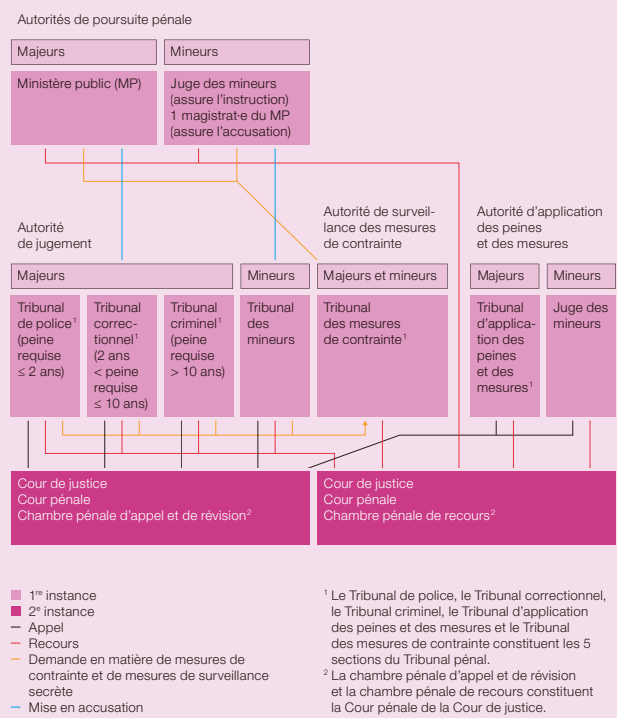 Autorités de poursuite pénale
Majeurs
Mineurs
Ministère public (MP)
Juge des mineurs
(assure l'instruction)
1 magistrat·e du MP
(assure l'accusation)
Autorité
de jugement
Autorité de surveil-
lance des mesures
de contrainte
Autorité d'application
des peines
et des mesures
Majeurs
Mineurs
Majeurs et mineurs
Majeurs
Mineurs
Tribunal
de police¹
(peine
requise
≤ 2 ans)
Tribunal
correc-
tionnel¹
(2 ans
< peine
requise
≤ 10 ans)
Tribunal
criminel¹
(peine
requise
> 10 ans)
Tribunal
des
mineurs
Tribunal
des mesures
de contrainte¹
Tribunal
d'applica-
tion des
peines
et des
mesures¹
Juge des
mineurs
Cour de justice
Cour pénale
Chambre pénale d'appel et de révision²
Cour de justice
Cour pénale
Chambre pénale de recours²
1ʳᵉ instance
2ᵉ instance
Appel
Recours
Demande en matière de mesures de
contrainte et de mesures de surveillance
secrète
Mise en accusation
¹ Le Tribunal de police, le Tribunal correctionnel,
le Tribunal criminel, le Tribunal d'application
des peines et des mesures et le Tribunal
des mesures de contrainte constituent les 5
sections du Tribunal pénal.
² La chambre pénale d'appel et de révision
et la chambre pénale de recours constituent
la Cour pénale de la Cour de justice.